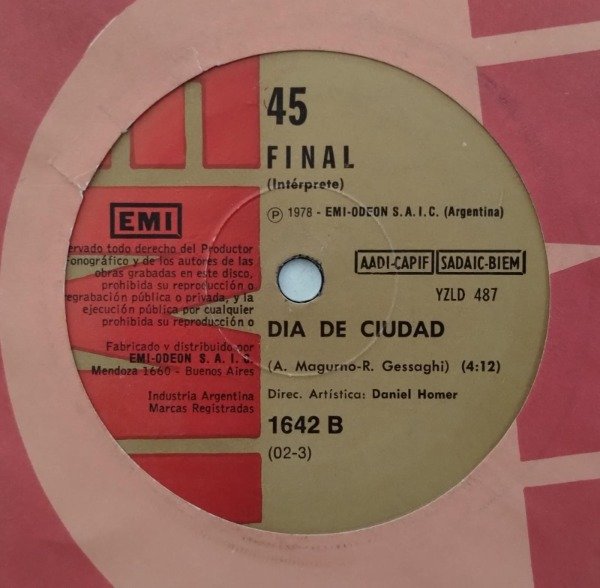 45
FINAL
(Intérprete)
Ⓟ 1978 - EMI-ODEON S.A.I.C. (Argentina)
EMI
AADI-CAPIF SADAIC-BIEM
YZLD 487
ervado todo derecho del Productor
onográfico y de los autores de las
obras grabadas en este disco,
prohibida su reproducción o
egrabación pública o privada, y la
ejecución pública por cualquier
prohibida su reproducción o
Fabricado y distribuido por
EMI-ODEON S. A. I. C.
Mendoza 1660 - Buenos Aires
Industria Argentina
Marcas Registradas
DIA DE CIUDAD
(A. Magurno-R. Gessaghi) (4:12)
Direc. Artística: Daniel Homer
1642 B
(02-3)